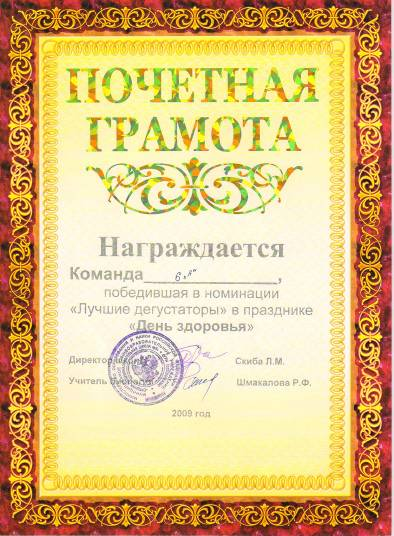 ПОЧЕТНАЯ
ГРАМОТА
Награждается
Команда 6 „А" ,
победившая в номинации
«Лучшие дегустаторы» в празднике
«День здоровья»
Директор школы Скиба Л.М.
Учитель Шмакалова Р.Ф.
2009 год